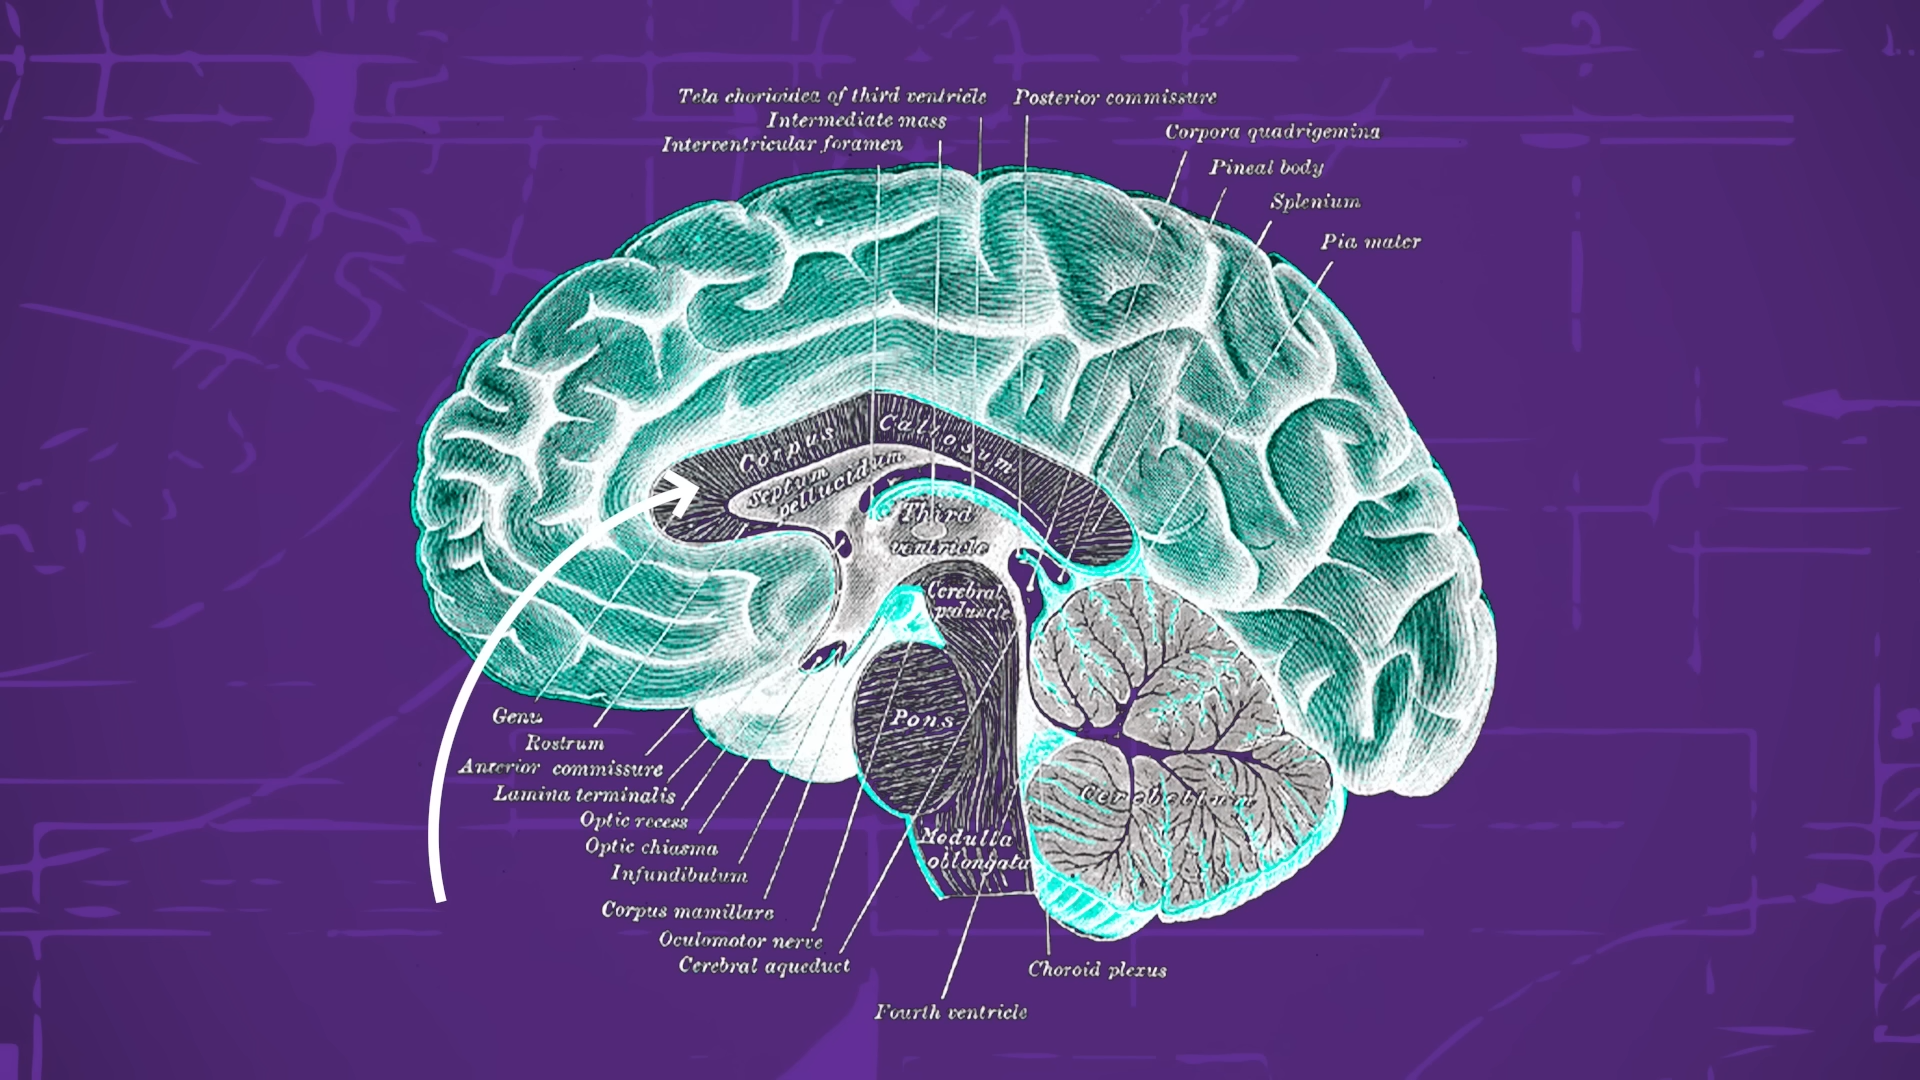 Tela chorioidea of third ventricle
Posterior commissure
Intermediate mass
Interventricular foramen
Corpora quadrigemina
Pineal body
Splenium
Pia mater
Corpus Callosum
Septum
pellucidum
Third
ventricle
Cerebral
peduncle
Pons
Cerebellum
Medulla
oblongata
Genu
Rostrum
Anterior commissure
Lamina terminalis
Optic recess
Optic chiasma
Infundibulum
Corpus mamillare
Oculomotor nerve
Cerebral aqueduct
Choroid plexus
Fourth ventricle